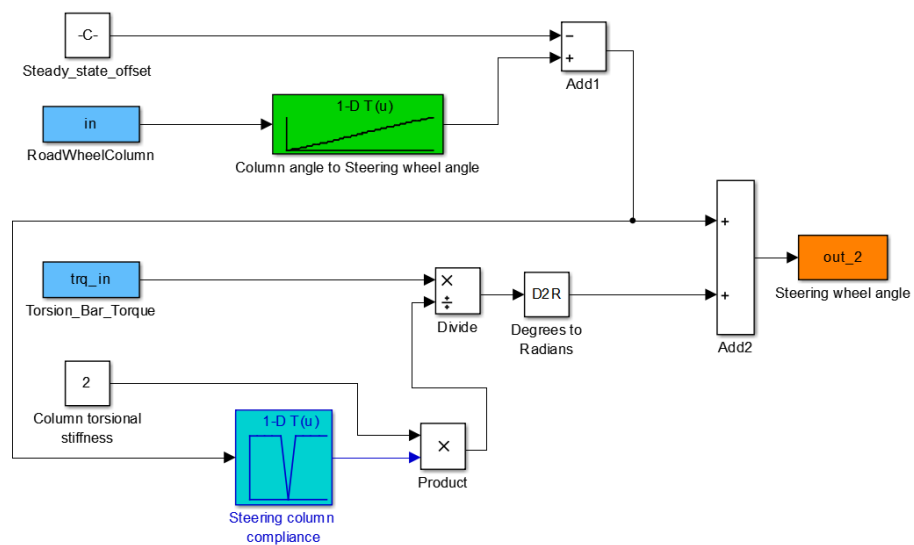 -C-
Steady_state_offset
−
+
Add1
in
RoadWheelColumn
1-D T(u)
Column angle to Steering wheel angle
+
+
Add2
out_2
Steering wheel angle
trq_in
Torsion_Bar_Torque
×
÷
Divide
D2R
Degrees to
Radians
2
Column torsional
stiffness
1-D T(u)
Steering column
compliance
×
Product